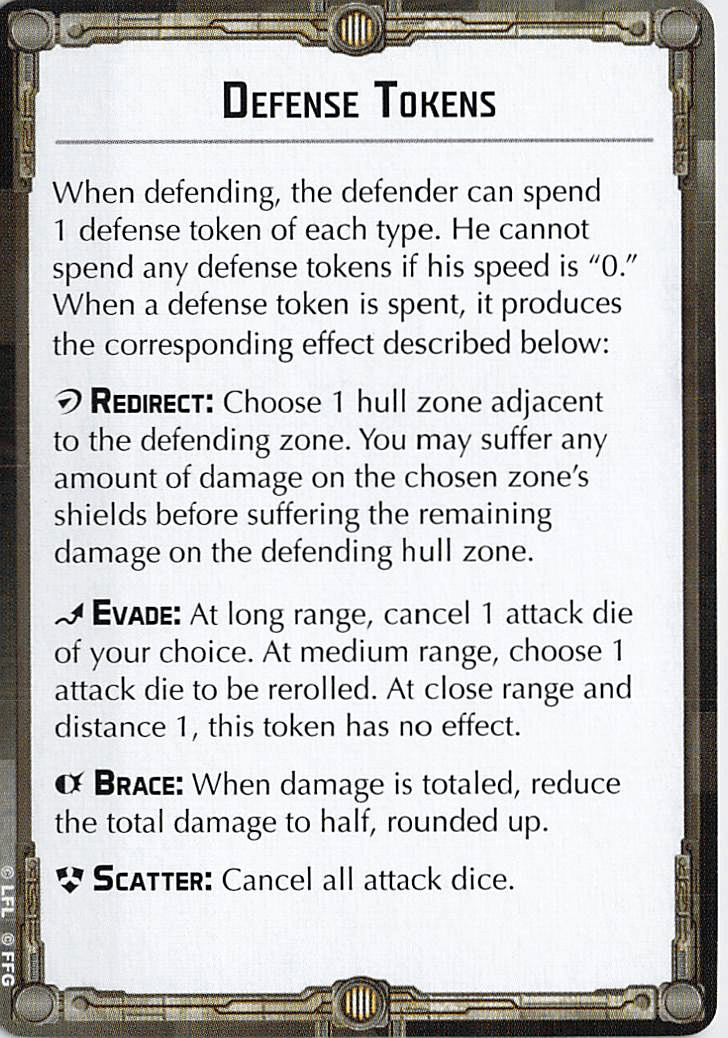 DEFENSE TOKENS
When defending, the defender can spend
1 defense token of each type. He cannot
spend any defense tokens if his speed is “0.”
When a defense token is spent, it produces
the corresponding effect described below:
REDIRECT: Choose 1 hull zone adjacent
to the defending zone. You may suffer any
amount of damage on the chosen zone’s
shields before suffering the remaining
damage on the defending hull zone.
EVADE: At long range, cancel 1 attack die
of your choice. At medium range, choose 1
attack die to be rerolled. At close range and
distance 1, this token has no effect.
BRACE: When damage is totaled, reduce
the total damage to half, rounded up.
SCATTER: Cancel all attack dice.
© LFL © FFG